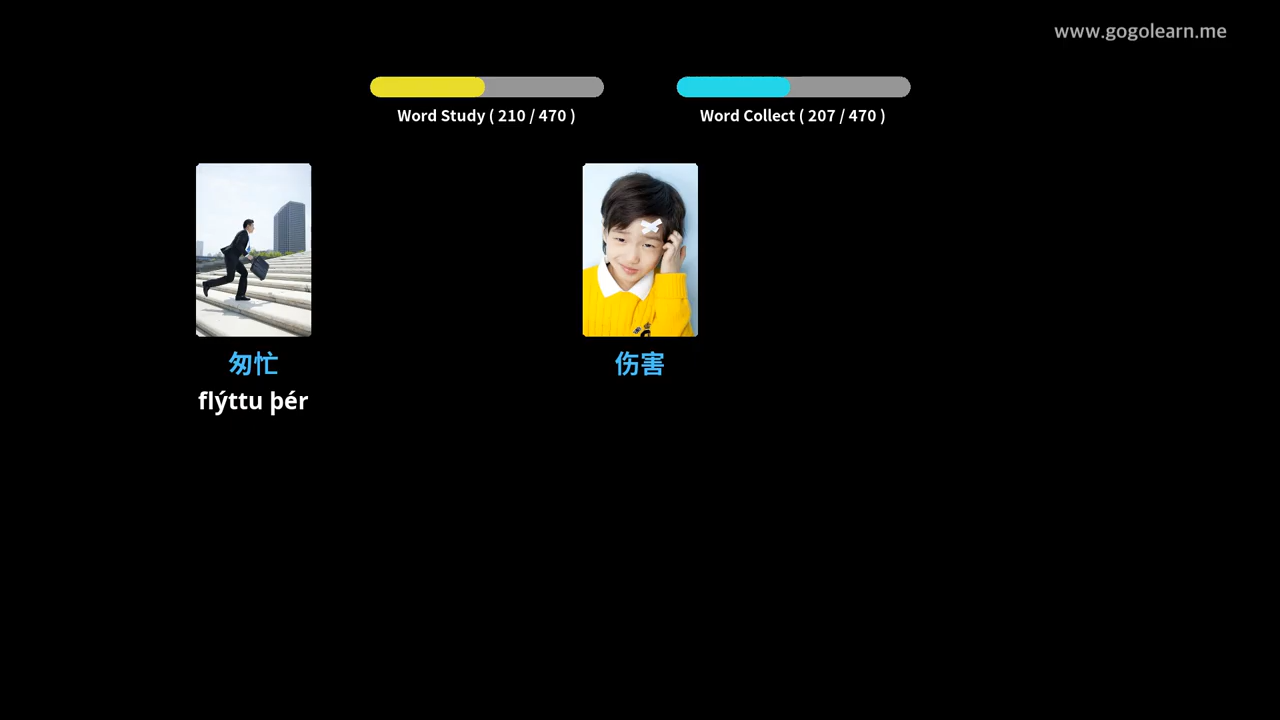 www.gogolearn.me
Word Study ( 210 / 470 )
Word Collect ( 207 / 470 )
匆忙
伤害
flýttu þér